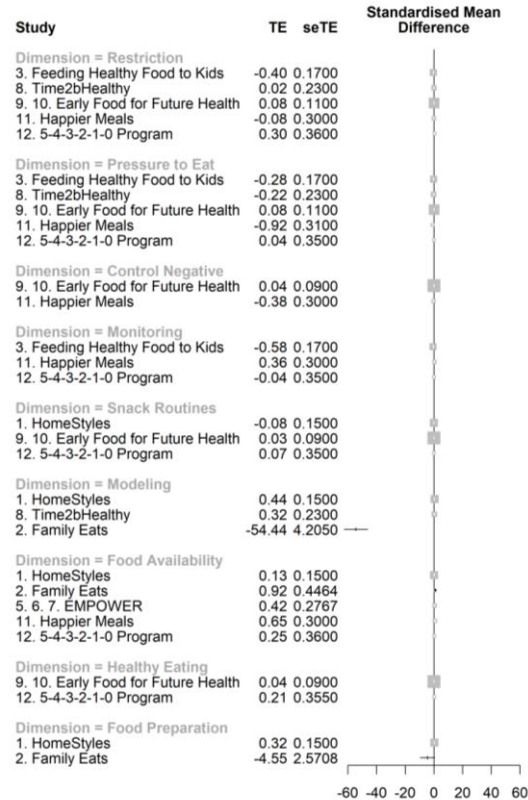 Standardised Mean
Study TE seTE Difference
Dimension = Restriction
3. Feeding Healthy Food to Kids -0.40 0.1700
8. Time2bHealthy 0.02 0.2300
9. 10. Early Food for Future Health 0.08 0.1100
11. Happier Meals -0.08 0.3000
12. 5-4-3-2-1-0 Program 0.30 0.3600
Dimension = Pressure to Eat
3. Feeding Healthy Food to Kids -0.28 0.1700
8. Time2bHealthy -0.22 0.2300
9. 10. Early Food for Future Health 0.08 0.1100
11. Happier Meals -0.92 0.3100
12. 5-4-3-2-1-0 Program 0.04 0.3500
Dimension = Control Negative
9. 10. Early Food for Future Health 0.04 0.0900
11. Happier Meals -0.38 0.3000
Dimension = Monitoring
3. Feeding Healthy Food to Kids -0.58 0.1700
11. Happier Meals 0.36 0.3000
12. 5-4-3-2-1-0 Program -0.04 0.3500
Dimension = Snack Routines
1. HomeStyles -0.08 0.1500
9. 10. Early Food for Future Health 0.03 0.0900
12. 5-4-3-2-1-0 Program 0.07 0.3500
Dimension = Modeling
1. HomeStyles 0.44 0.1500
8. Time2bHealthy 0.32 0.2300
2. Family Eats -54.44 4.2050
Dimension = Food Availability
1. HomeStyles 0.13 0.1500
2. Family Eats 0.92 0.4464
5. 6. 7. EMPOWER 0.42 0.2767
11. Happier Meals 0.65 0.3000
12. 5-4-3-2-1-0 Program 0.25 0.3600
Dimension = Healthy Eating
9. 10. Early Food for Future Health 0.04 0.0900
12. 5-4-3-2-1-0 Program 0.21 0.3550
Dimension = Food Preparation
1. HomeStyles 0.32 0.1500
2. Family Eats -4.55 2.5708
-60 -40 -20 0 20 40 60